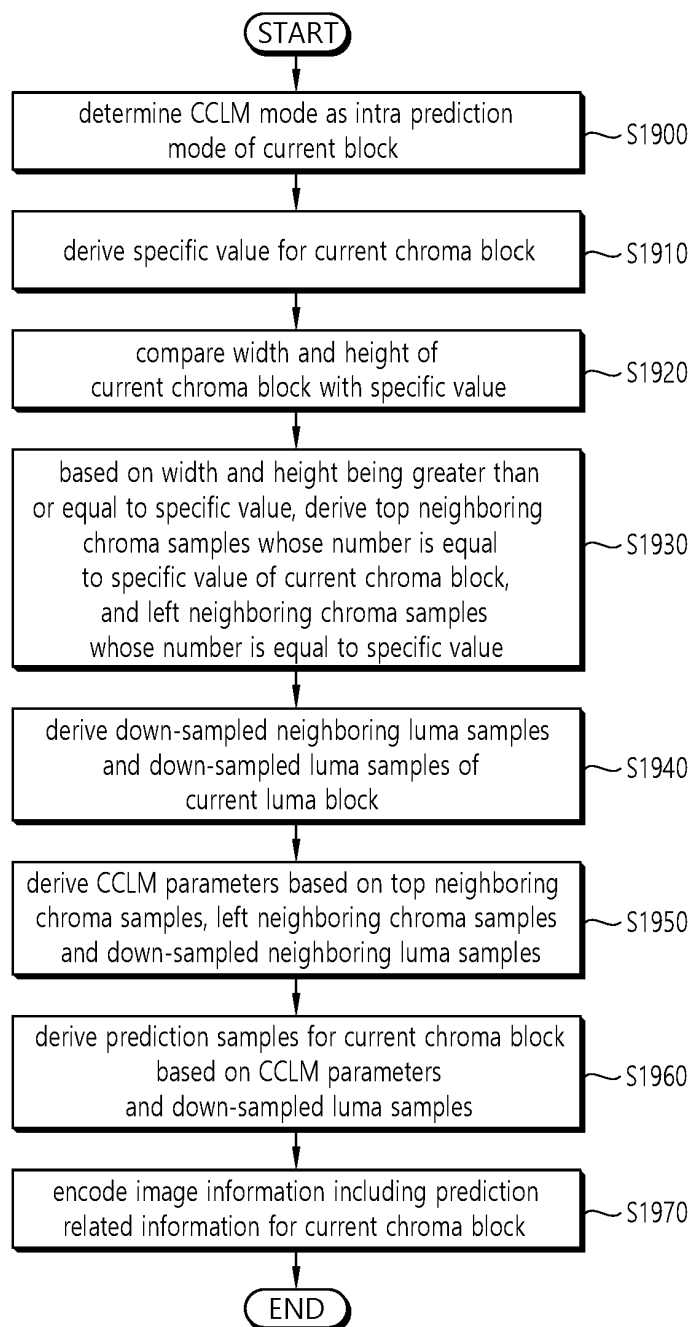 START
determine CCLM mode as intra prediction
mode of current block
S1900
derive specific value for current chroma block
S1910
compare width and height of
current chroma block with specific value
S1920
based on width and height being greater than
or equal to specific value, derive top neighboring
chroma samples whose number is equal
to specific value of current chroma block,
and left neighboring chroma samples
whose number is equal to specific value
S1930
derive down-sampled neighboring luma samples
and down-sampled luma samples of
current luma block
S1940
derive CCLM parameters based on top neighboring
chroma samples, left neighboring chroma samples
and down-sampled neighboring luma samples
S1950
derive prediction samples for current chroma block
based on CCLM parameters
and down-sampled luma samples
S1960
encode image information including prediction
related information for current chroma block
S1970
END